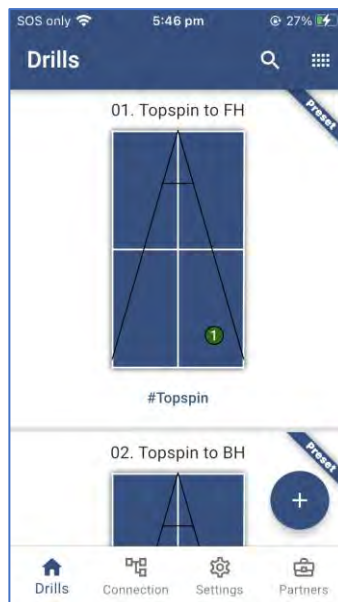 SOS only 5:46 pm 27%
Drills
01. Topspin to FH
Preset
1
#Topspin
02. Topspin to BH
Preset
+
Drills Connection Settings Partners